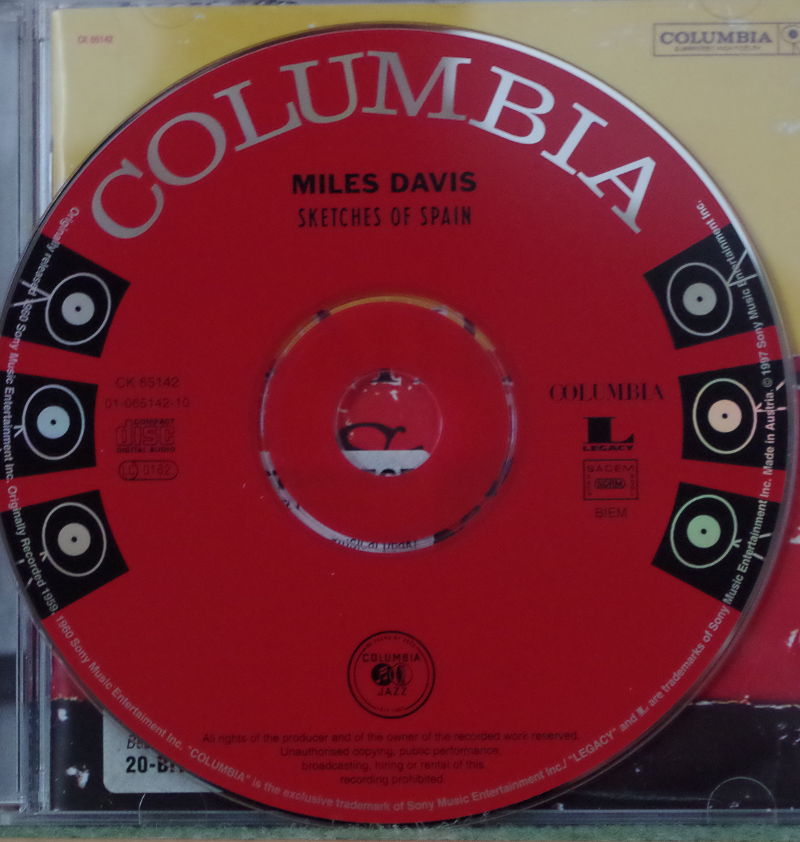 CK 65142
COLUMBIA
COLUMBIA
MILES DAVIS
SKETCHES OF SPAIN
CK 65142
01-065142-10
COMPACT
disc
DIGITAL AUDIO
LC 0162
COLUMBIA
L
LEGACY
SACEM
SDRM
BIEM
COLUMBIA
JAZZ
All rights of the producer and of the owner of the recorded work reserved.
Unauthorised copying, public performance,
broadcasting, hiring or rental of this
recording prohibited.
Originally released 1960 Sony Music Entertainment Inc. Originally Recorded 1959, 1960 Sony Music Entertainment Inc. "COLUMBIA" is the exclusive trademark of Sony Music Entertainment Inc./ "LEGACY" and L are trademarks of Sony Music Entertainment Inc. Made in Austria. © 1997 Sony Music Entertainment Inc.